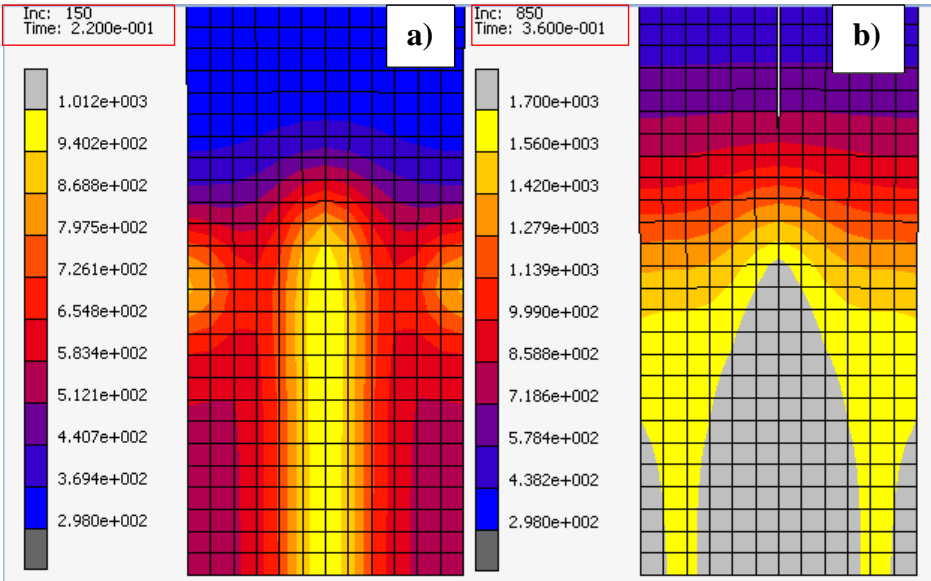 Inc: 150
Time: 2.200e-001
a)
1.012e+003
9.402e+002
8.688e+002
7.975e+002
7.261e+002
6.548e+002
5.834e+002
5.121e+002
4.407e+002
3.694e+002
2.980e+002
Inc: 850
Time: 3.600e-001
b)
1.700e+003
1.560e+003
1.420e+003
1.279e+003
1.139e+003
9.990e+002
8.588e+002
7.186e+002
5.784e+002
4.382e+002
2.980e+002